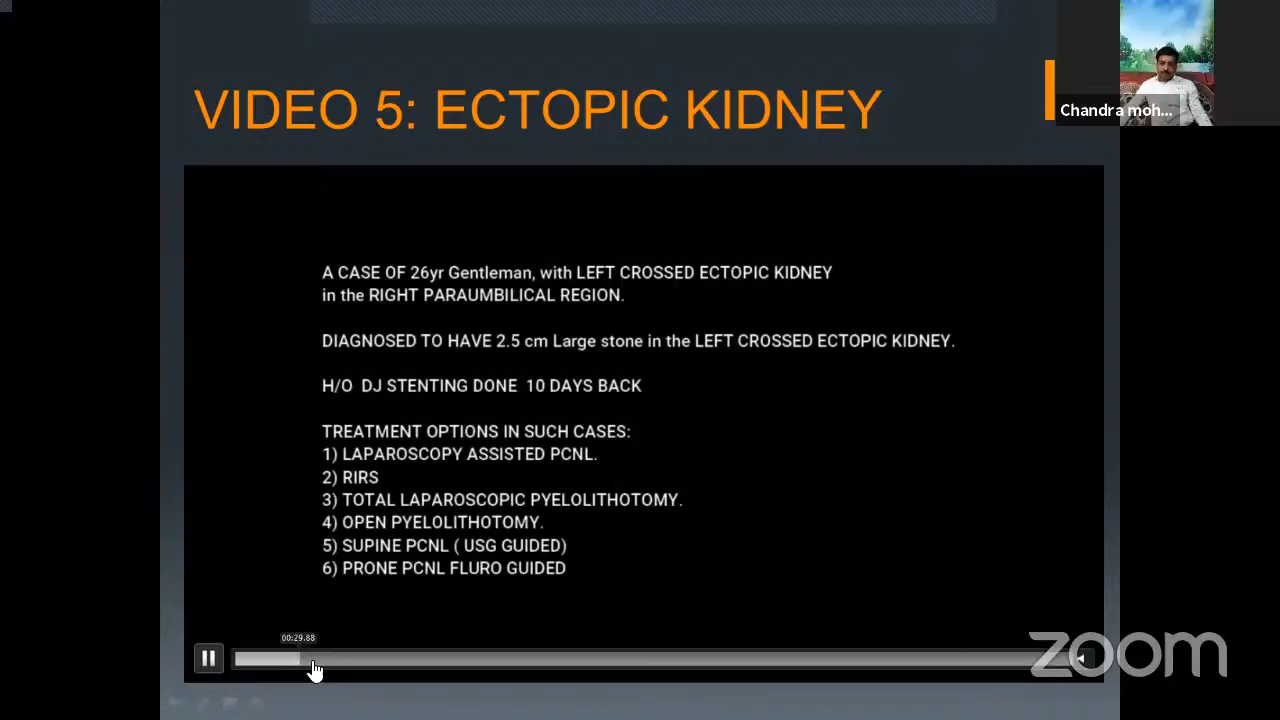 VIDEO 5: ECTOPIC KIDNEY
Chandra moh...
A CASE OF 26yr Gentleman, with LEFT CROSSED ECTOPIC KIDNEY
in the RIGHT PARAUMBILICAL REGION.
DIAGNOSED TO HAVE 2.5 cm Large stone in the LEFT CROSSED ECTOPIC KIDNEY.
H/O DJ STENTING DONE 10 DAYS BACK
TREATMENT OPTIONS IN SUCH CASES:
1) LAPAROSCOPY ASSISTED PCNL.
2) RIRS
3) TOTAL LAPAROSCOPIC PYELOLITHOTOMY.
4) OPEN PYELOLITHOTOMY.
5) SUPINE PCNL ( USG GUIDED)
6) PRONE PCNL FLURO GUIDED
00:29.88
zoom